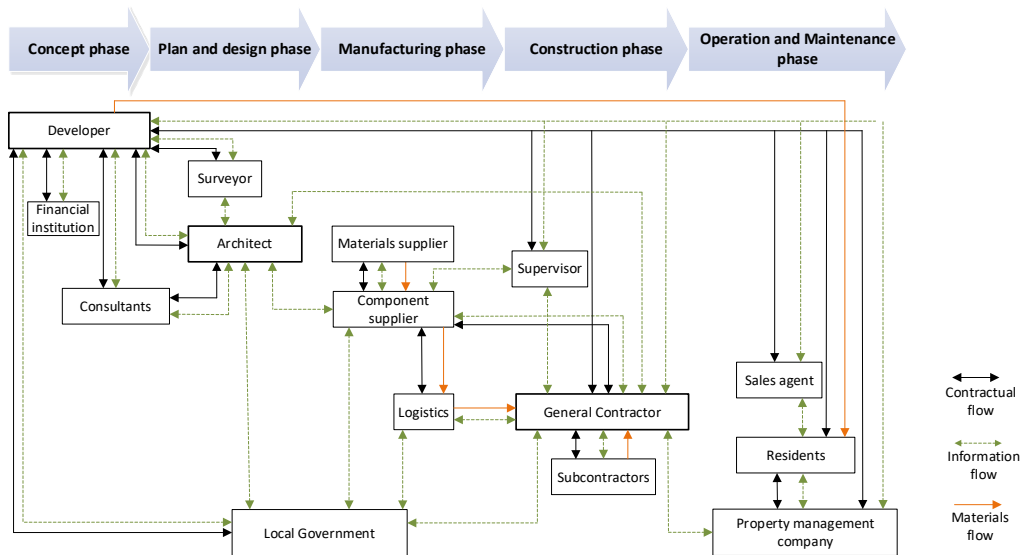 Concept phase
Plan and design phase
Manufacturing phase
Construction phase
Operation and Maintenance
phase
Developer
Surveyor
Financial
institution
Architect
Materials supplier
Supervisor
Consultants
Component
supplier
Sales agent
Contractual
flow
Logistics
General Contractor
Residents
Information
flow
Subcontractors
Local Government
Property management
company
Materials
flow